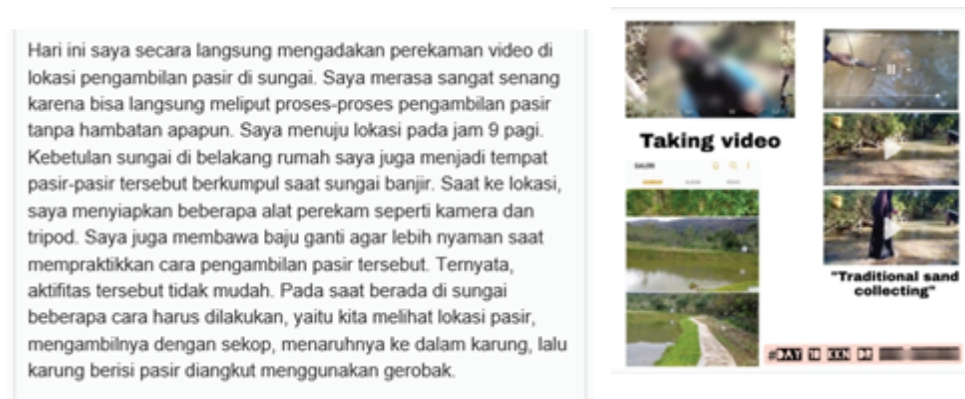 Hari ini saya secara langsung mengadakan perekaman video di
lokasi pengambilan pasir di sungai. Saya merasa sangat senang
karena bisa langsung meliput proses-proses pengambilan pasir
tanpa hambatan apapun. Saya menuju lokasi pada jam 9 pagi.
Kebetulan sungai di belakang rumah saya juga menjadi tempat
pasir-pasir tersebut berkumpul saat sungai banjir. Saat ke lokasi,
saya menyiapkan beberapa alat perekam seperti kamera dan
tripod. Saya juga membawa baju ganti agar lebih nyaman saat
mempraktikkan cara pengambilan pasir tersebut. Ternyata,
aktifitas tersebut tidak mudah. Pada saat berada di sungai
beberapa cara harus dilakukan, yaitu kita melihat lokasi pasir,
mengambilnya dengan sekop, menaruhnya ke dalam karung, lalu
karung berisi pasir diangkut menggunakan gerobak.
Taking video
GALERI
"Traditional sand
collecting"
#DAY 10 KKN DR